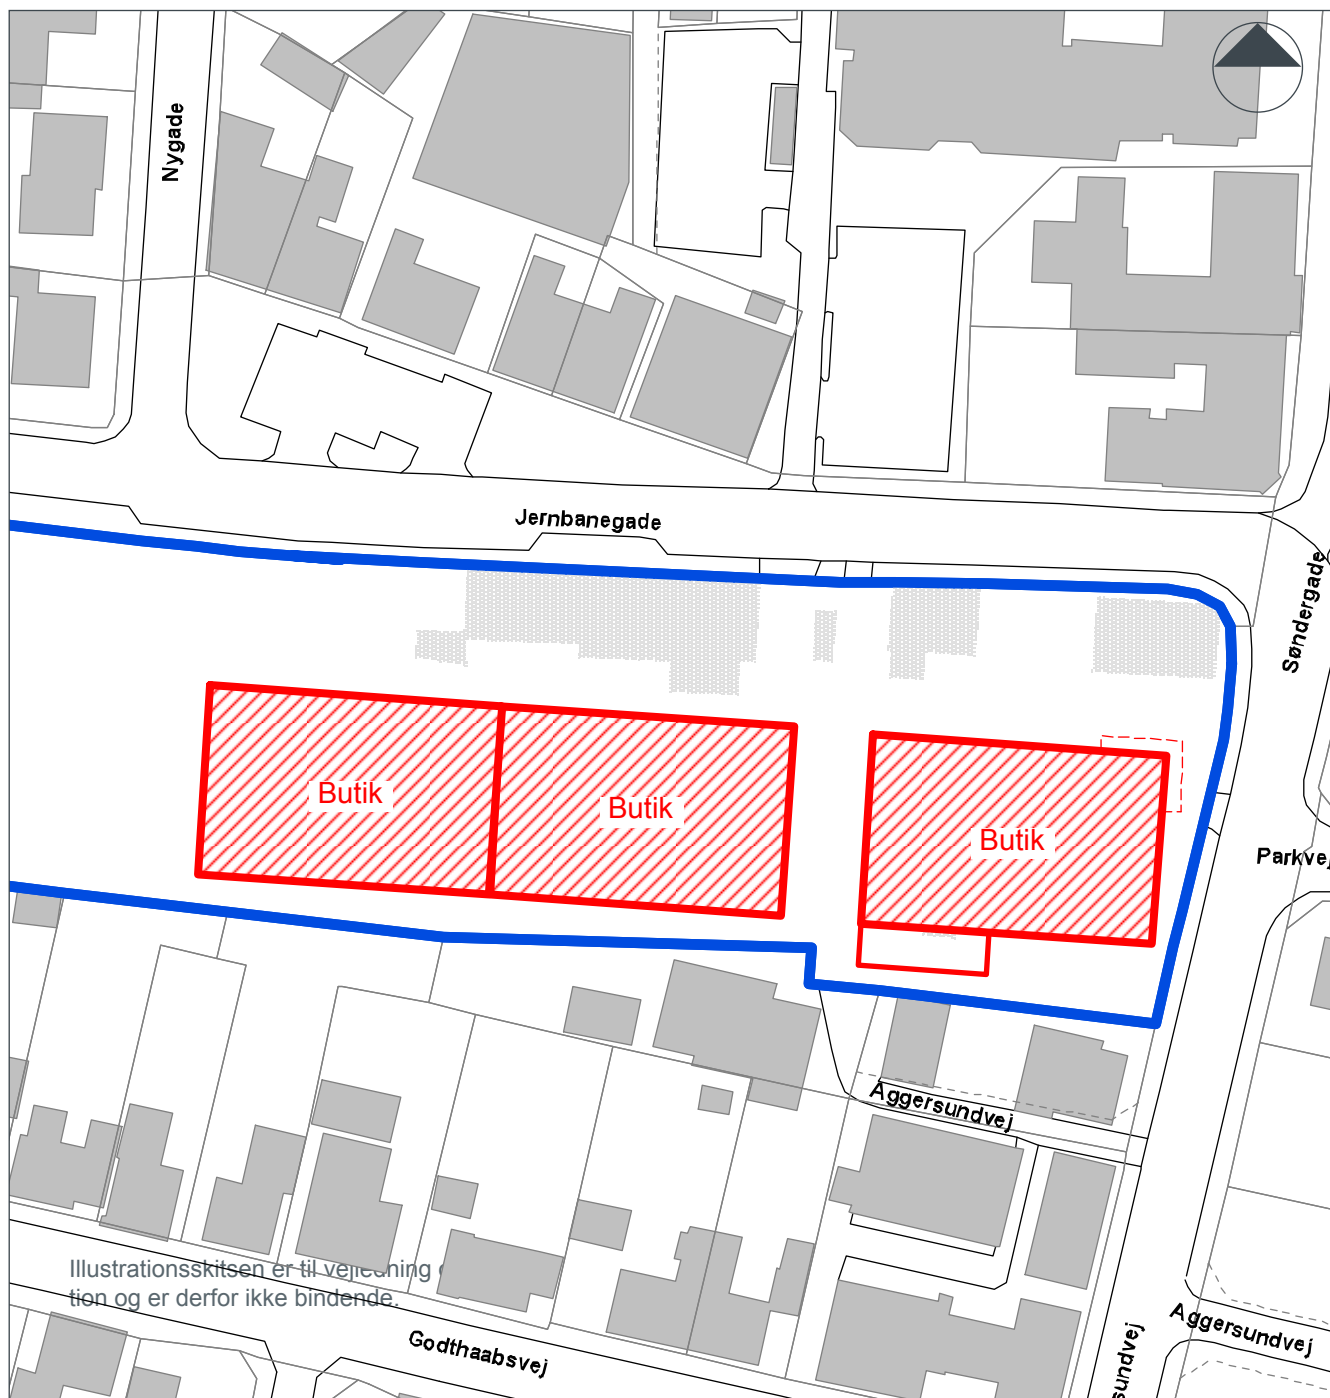 Nygade
Jernbanegade
Søndergade
Butik
Butik
Butik
Parkvej
Aggersundvej
Illustrationsskitsen er til vejledning
tion og er derfor ikke bindende.
Aggersundvej
Godthaabsvej
sundvej